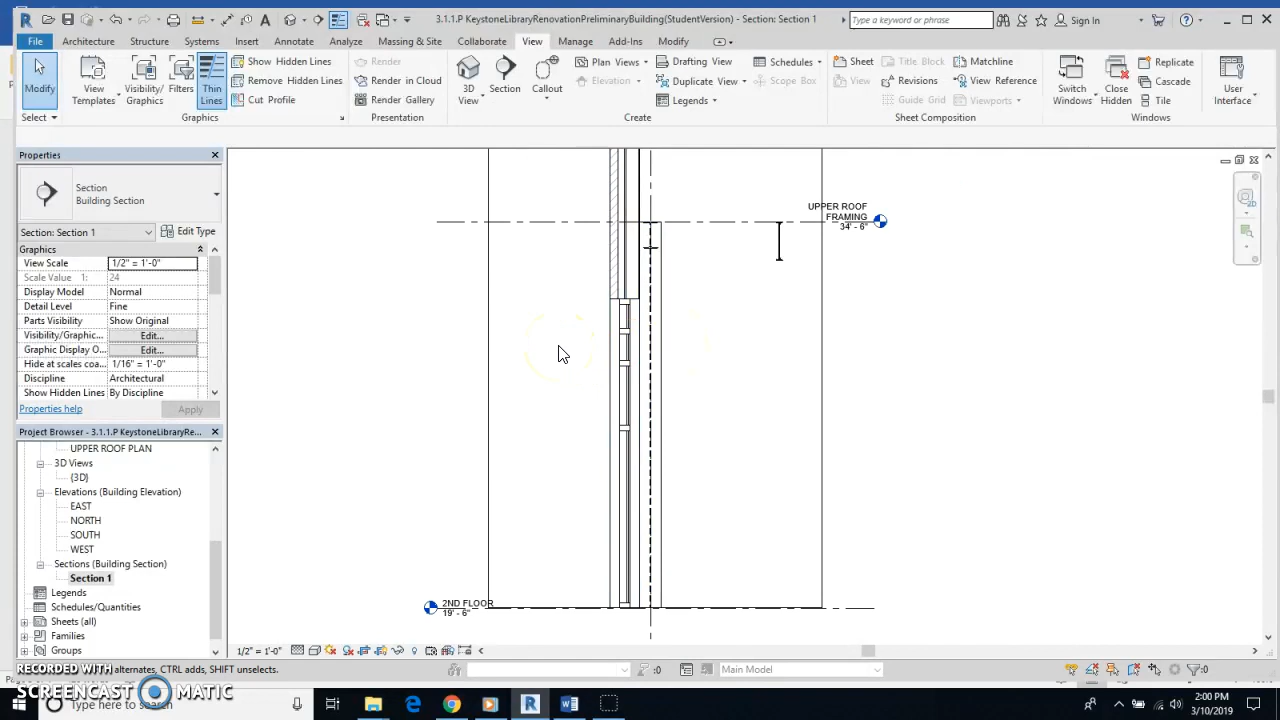 3.1.1.P KeystoneLibraryRenovationPreliminaryBuilding(StudentVersion) - Section: Section 1
Type a keyword or phrase
Sign In
File Architecture Structure Systems Insert Annotate Analyze Massing & Site Collaborate View Manage Add-Ins Modify
Modify
View Templates
Visibility/ Graphics
Filters
Thin Lines
Show Hidden Lines
Remove Hidden Lines
Cut Profile
Render
Render in Cloud
Render Gallery
3D View
Section
Callout
Plan Views
Elevation
Drafting View
Duplicate View
Legends
Schedules
Scope Box
Sheet
View
Title Block
Revisions
Guide Grid
Matchline
View Reference
Viewports
Switch Windows
Close Hidden
Replicate
Cascade
Tile
User Interface
Select Graphics Presentation Create Sheet Composition Windows
Properties
Section
Building Section
Section: Section 1 Edit Type
Graphics
View Scale 1/2" = 1'-0"
Scale Value 1: 24
Display Model Normal
Detail Level Fine
Parts Visibility Show Original
Visibility/Graphic... Edit...
Graphic Display O... Edit...
Hide at scales coa... 1/16" = 1'-0"
Discipline Architectural
Show Hidden Lines By Discipline
Properties help Apply
Project Browser - 3.1.1.P KeystoneLibraryRe...
UPPER ROOF PLAN
3D Views
{3D}
Elevations (Building Elevation)
EAST
NORTH
SOUTH
WEST
Sections (Building Section)
Section 1
Legends
Schedules/Quantities
Sheets (all)
Families
Groups
UPPER ROOF
FRAMING
34' - 6"
2ND FLOOR
19' - 6"
1/2" = 1'-0"
alternates, CTRL adds, SHIFT unselects.
:0
Main Model
:0
RECORDED WITH
SCREENCAST MATIC
Type here to search
2:00 PM
3/10/2019